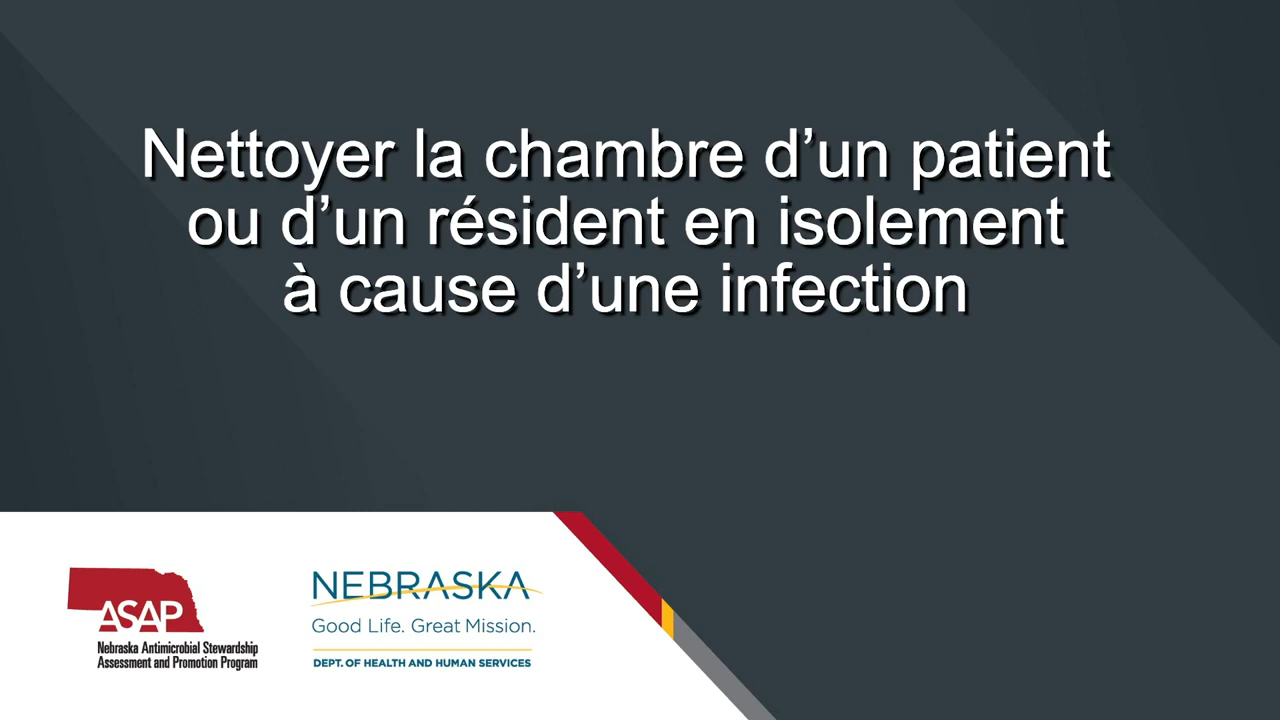 Nettoyer la chambre d’un patient
ou d’un résident en isolement
à cause d’une infection
ASAP
Nebraska Antimicrobial Stewardship
Assessment and Promotion Program
NEBRASKA
Good Life. Great Mission.
DEPT. OF HEALTH AND HUMAN SERVICES